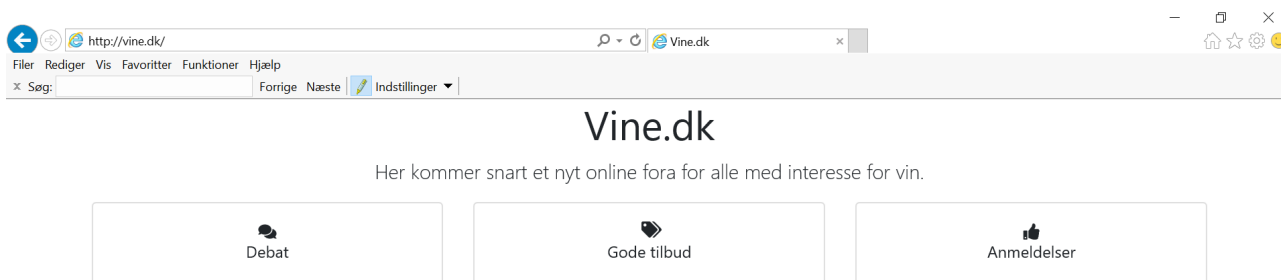 http://vine.dk/
Vine.dk
Filer Rediger Vis Favoritter Funktioner Hjælp
x Søg: Forrige Næste Indstillinger
Vine.dk
Her kommer snart et nyt online fora for alle med interesse for vin.
Debat
Gode tilbud
Anmeldelser